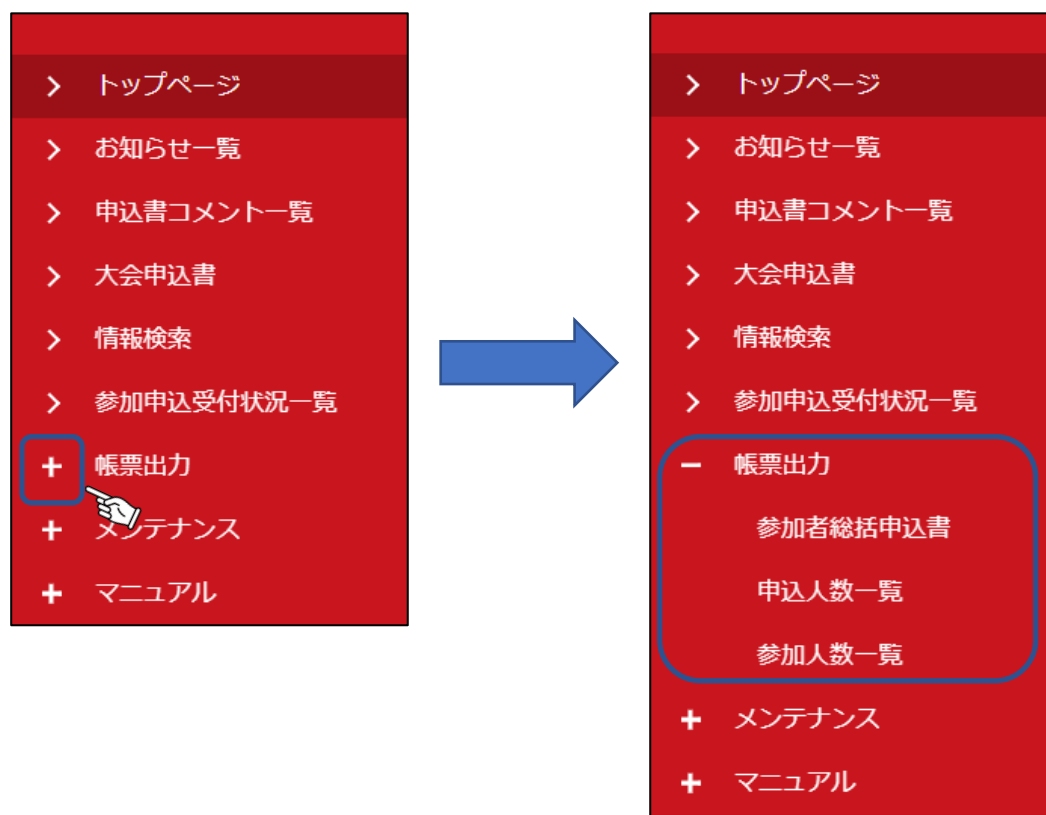 トップページ
お知らせ一覧
申込書コメント一覧
大会申込書
情報検索
参加申込受付状況一覧
帳票出力
メンテナンス
マニュアル
トップページ
お知らせ一覧
申込書コメント一覧
大会申込書
情報検索
参加申込受付状況一覧
帳票出力
参加者総括申込書
申込人数一覧
参加人数一覧
メンテナンス
マニュアル